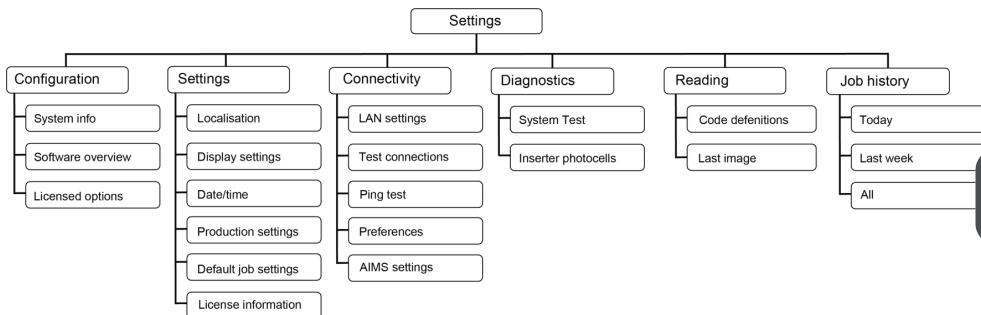 Settings
Configuration
System info
Software overview
Licensed options
Settings
Localisation
Display settings
Date/time
Production settings
Default job settings
License information
Connectivity
LAN settings
Test connections
Ping test
Preferences
AIMS settings
Diagnostics
System Test
Inserter photocells
Reading
Code defenitions
Last image
Job history
Today
Last week
All